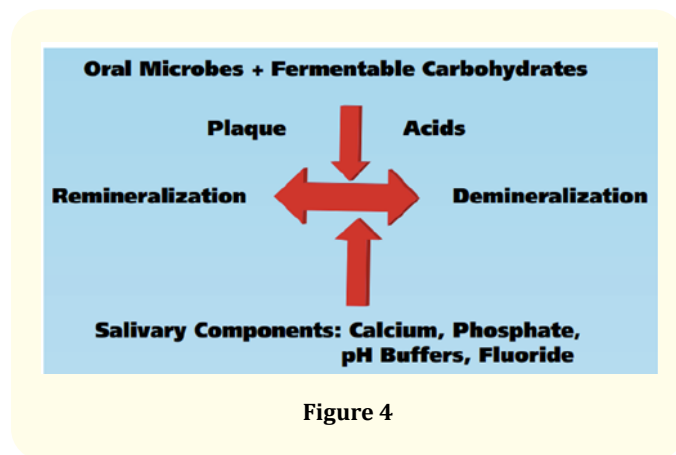 Oral Microbes + Fermentable Carbohydrates
Plaque
Acids
Remineralization
Demineralization
Salivary Components: Calcium, Phosphate,
pH Buffers, Fluoride
Figure 4